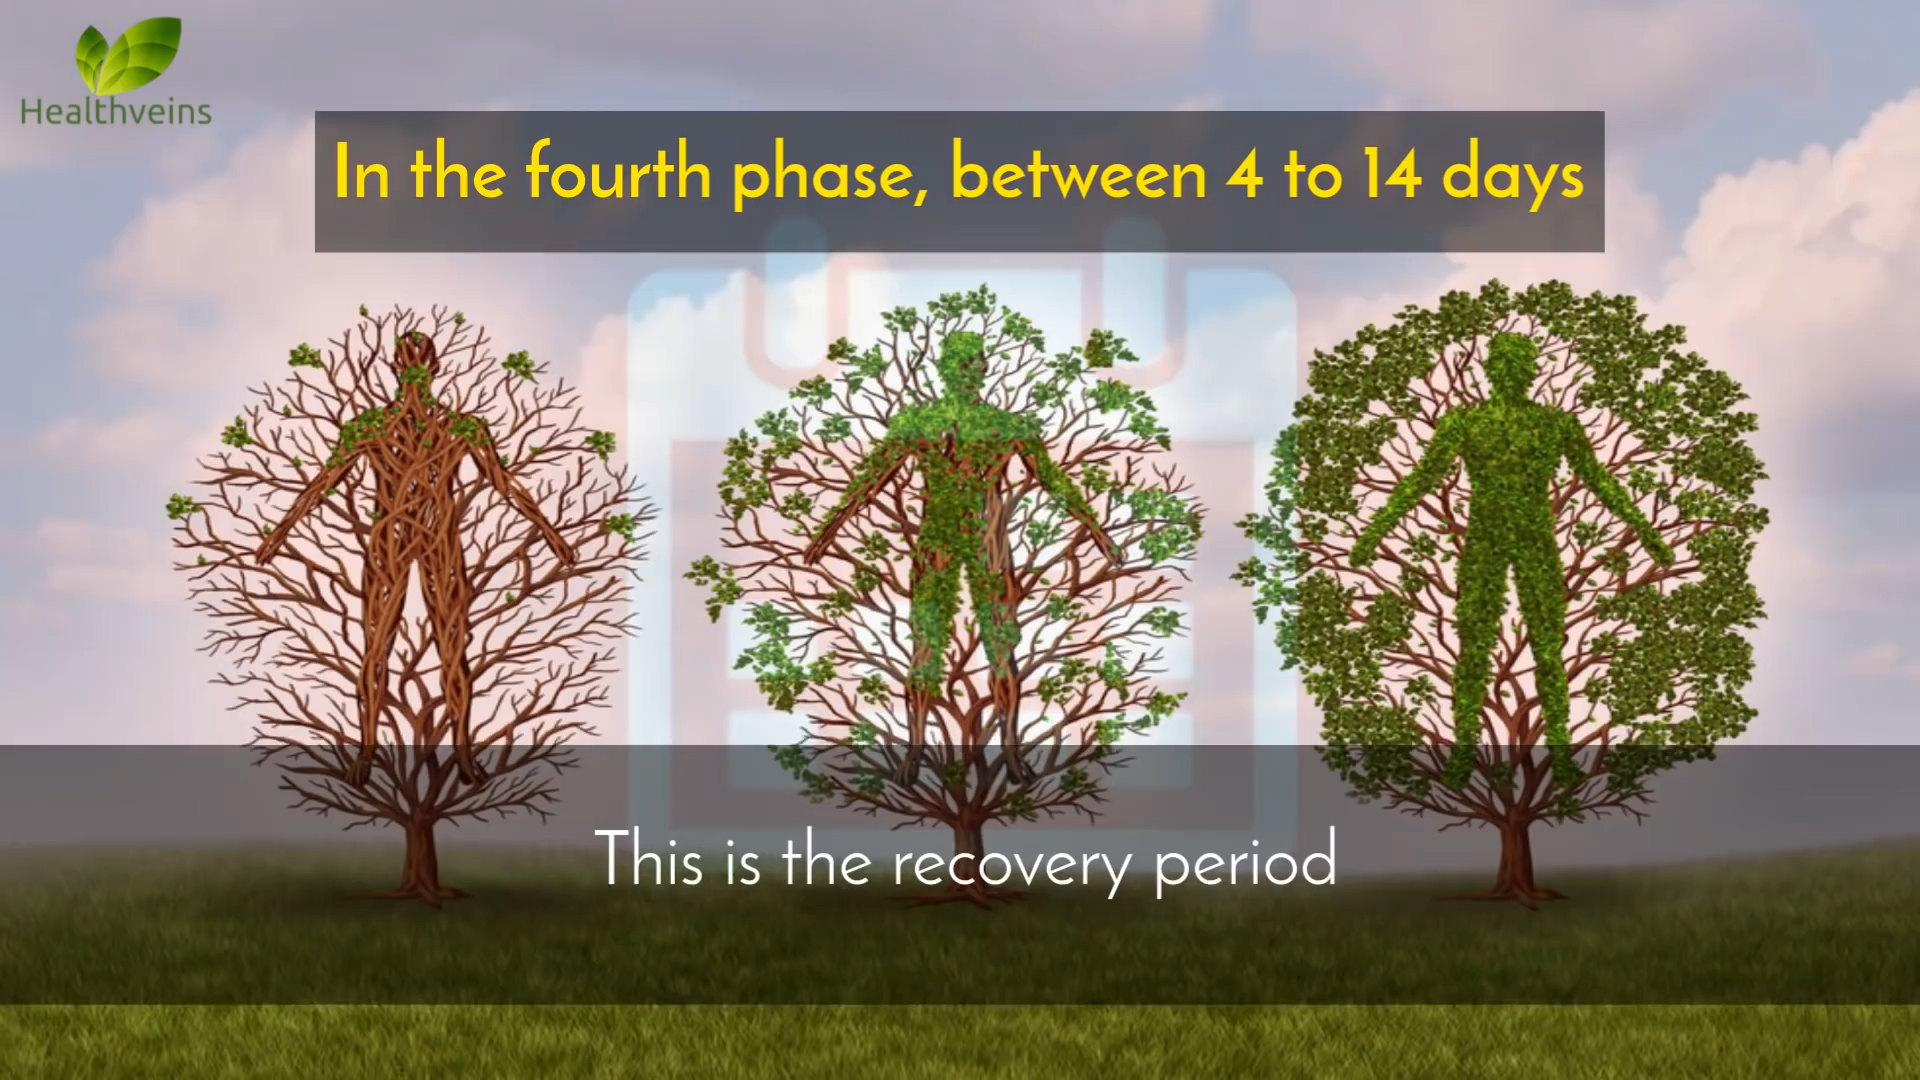 Healthveins
In the fourth phase, between 4 to 14 days
This is the recovery period